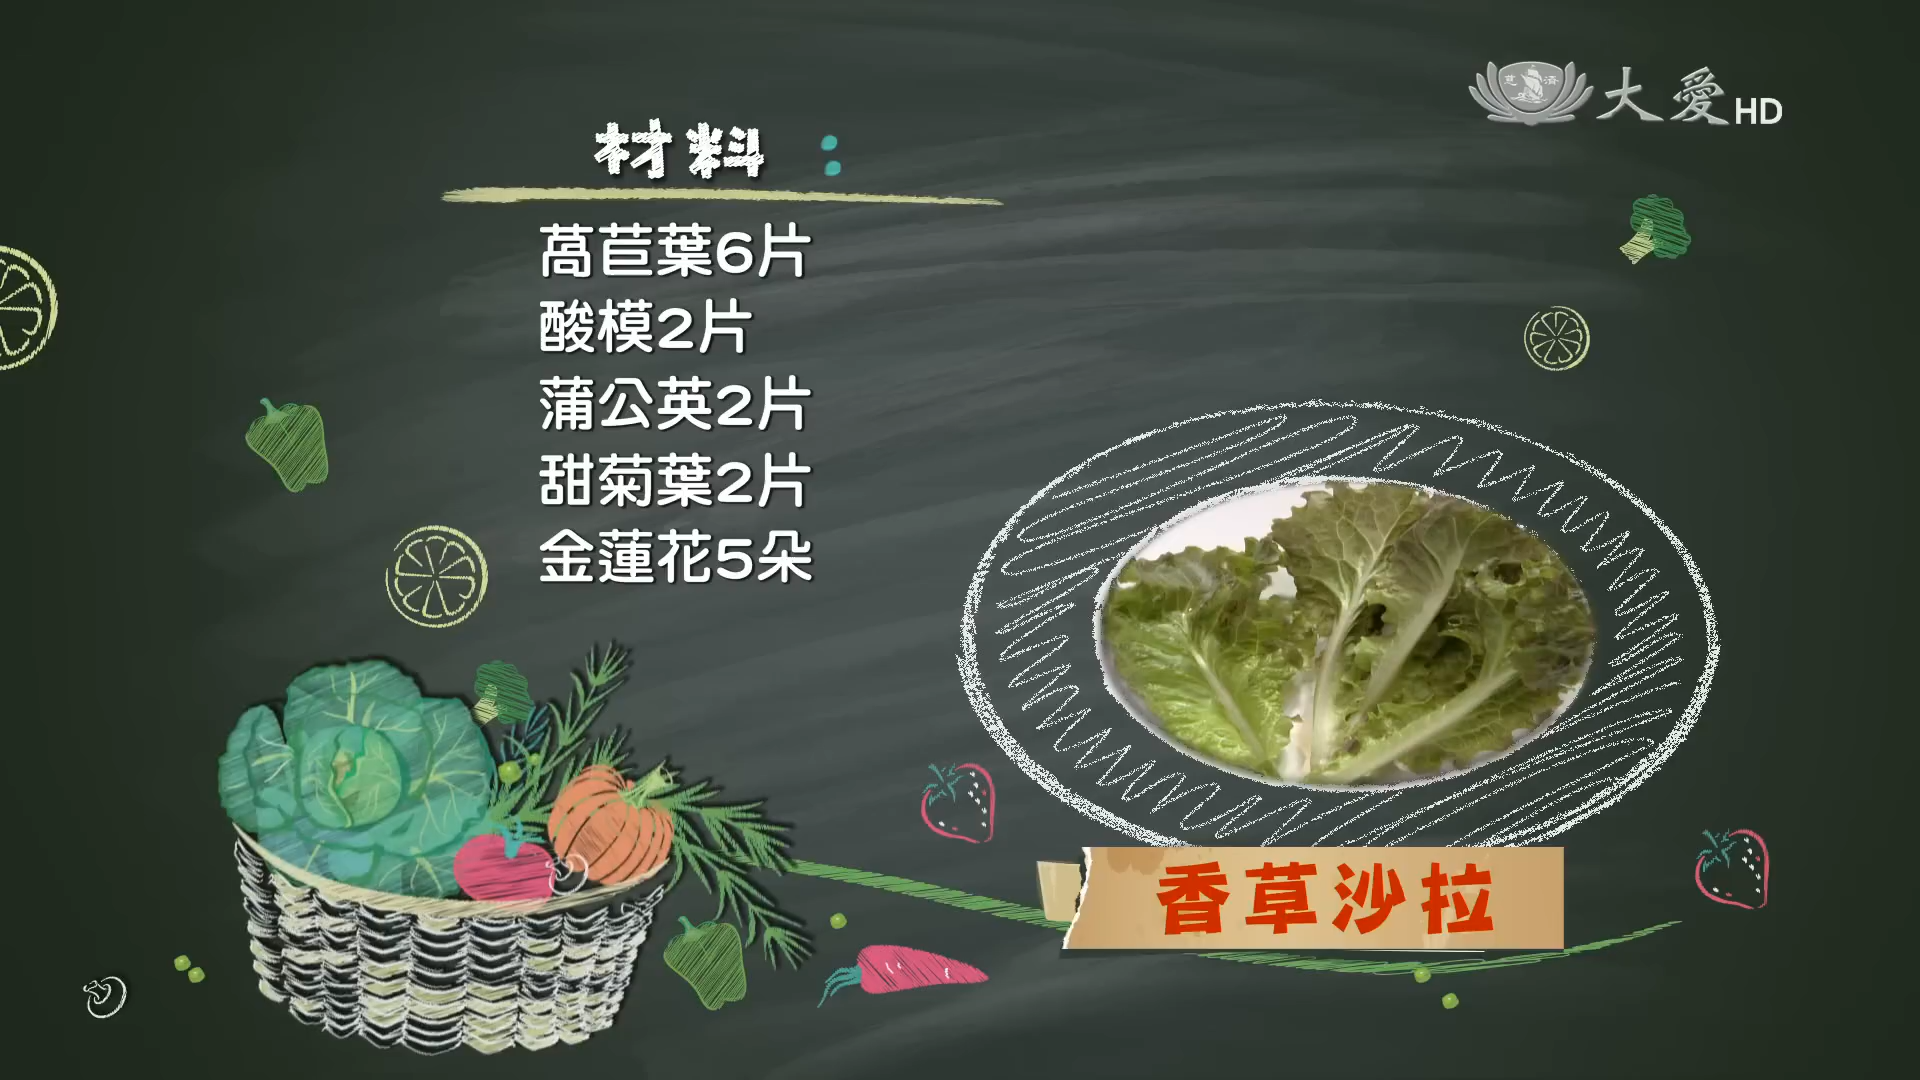 大愛HD
材料：
萵苣葉6片
酸模2片
蒲公英2片
甜菊葉2片
金蓮花5朵
香草沙拉